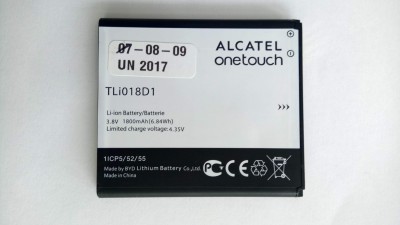 07-08-09
UN 2017
ALCATEL
onetouch
TLi018D1
Li-ion Battery/Batterie
3.8V 1800mAh(6.84Wh)
Limited charge voltage: 4.35V
1ICP5/52/55
Made by BYD Lithium Battery Co., Ltd.
Made in China.